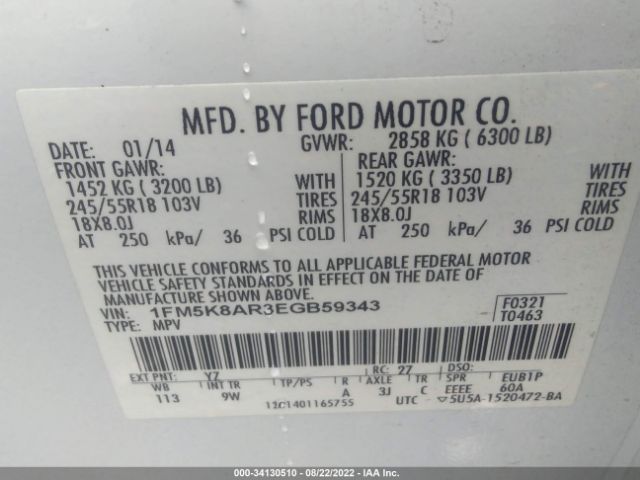 MFD. BY FORD MOTOR CO.
DATE: 01/14 GVWR: 2858 KG ( 6300 LB)
FRONT GAWR: REAR GAWR:
1452 KG ( 3200 LB) WITH 1520 KG ( 3350 LB) WITH
245/55R18 103V TIRES 245/55R18 103V TIRES
18X8.0J RIMS 18X8.0J RIMS
AT 250 kPa/ 36 PSI COLD AT 250 kPa/ 36 PSI COLD
THIS VEHICLE CONFORMS TO ALL APPLICABLE FEDERAL MOTOR
VEHICLE SAFETY STANDARDS IN EFFECT ON THE DATE OF
MANUFACTURE SHOWN ABOVE. F0321
VIN: 1FM5K8AR3EGB59343 T0463
TYPE: MPV
EXT PNT: YZ RC: 27 DSO:
WB INT TR TP/PS R AXLE TR SPR EUB1P
113 9W A 3J C EEEE 60A
12C1401165755 UTC ▽5U5A-1520472-BA
000-34130510 - 08/22/2022 - IAA Inc.